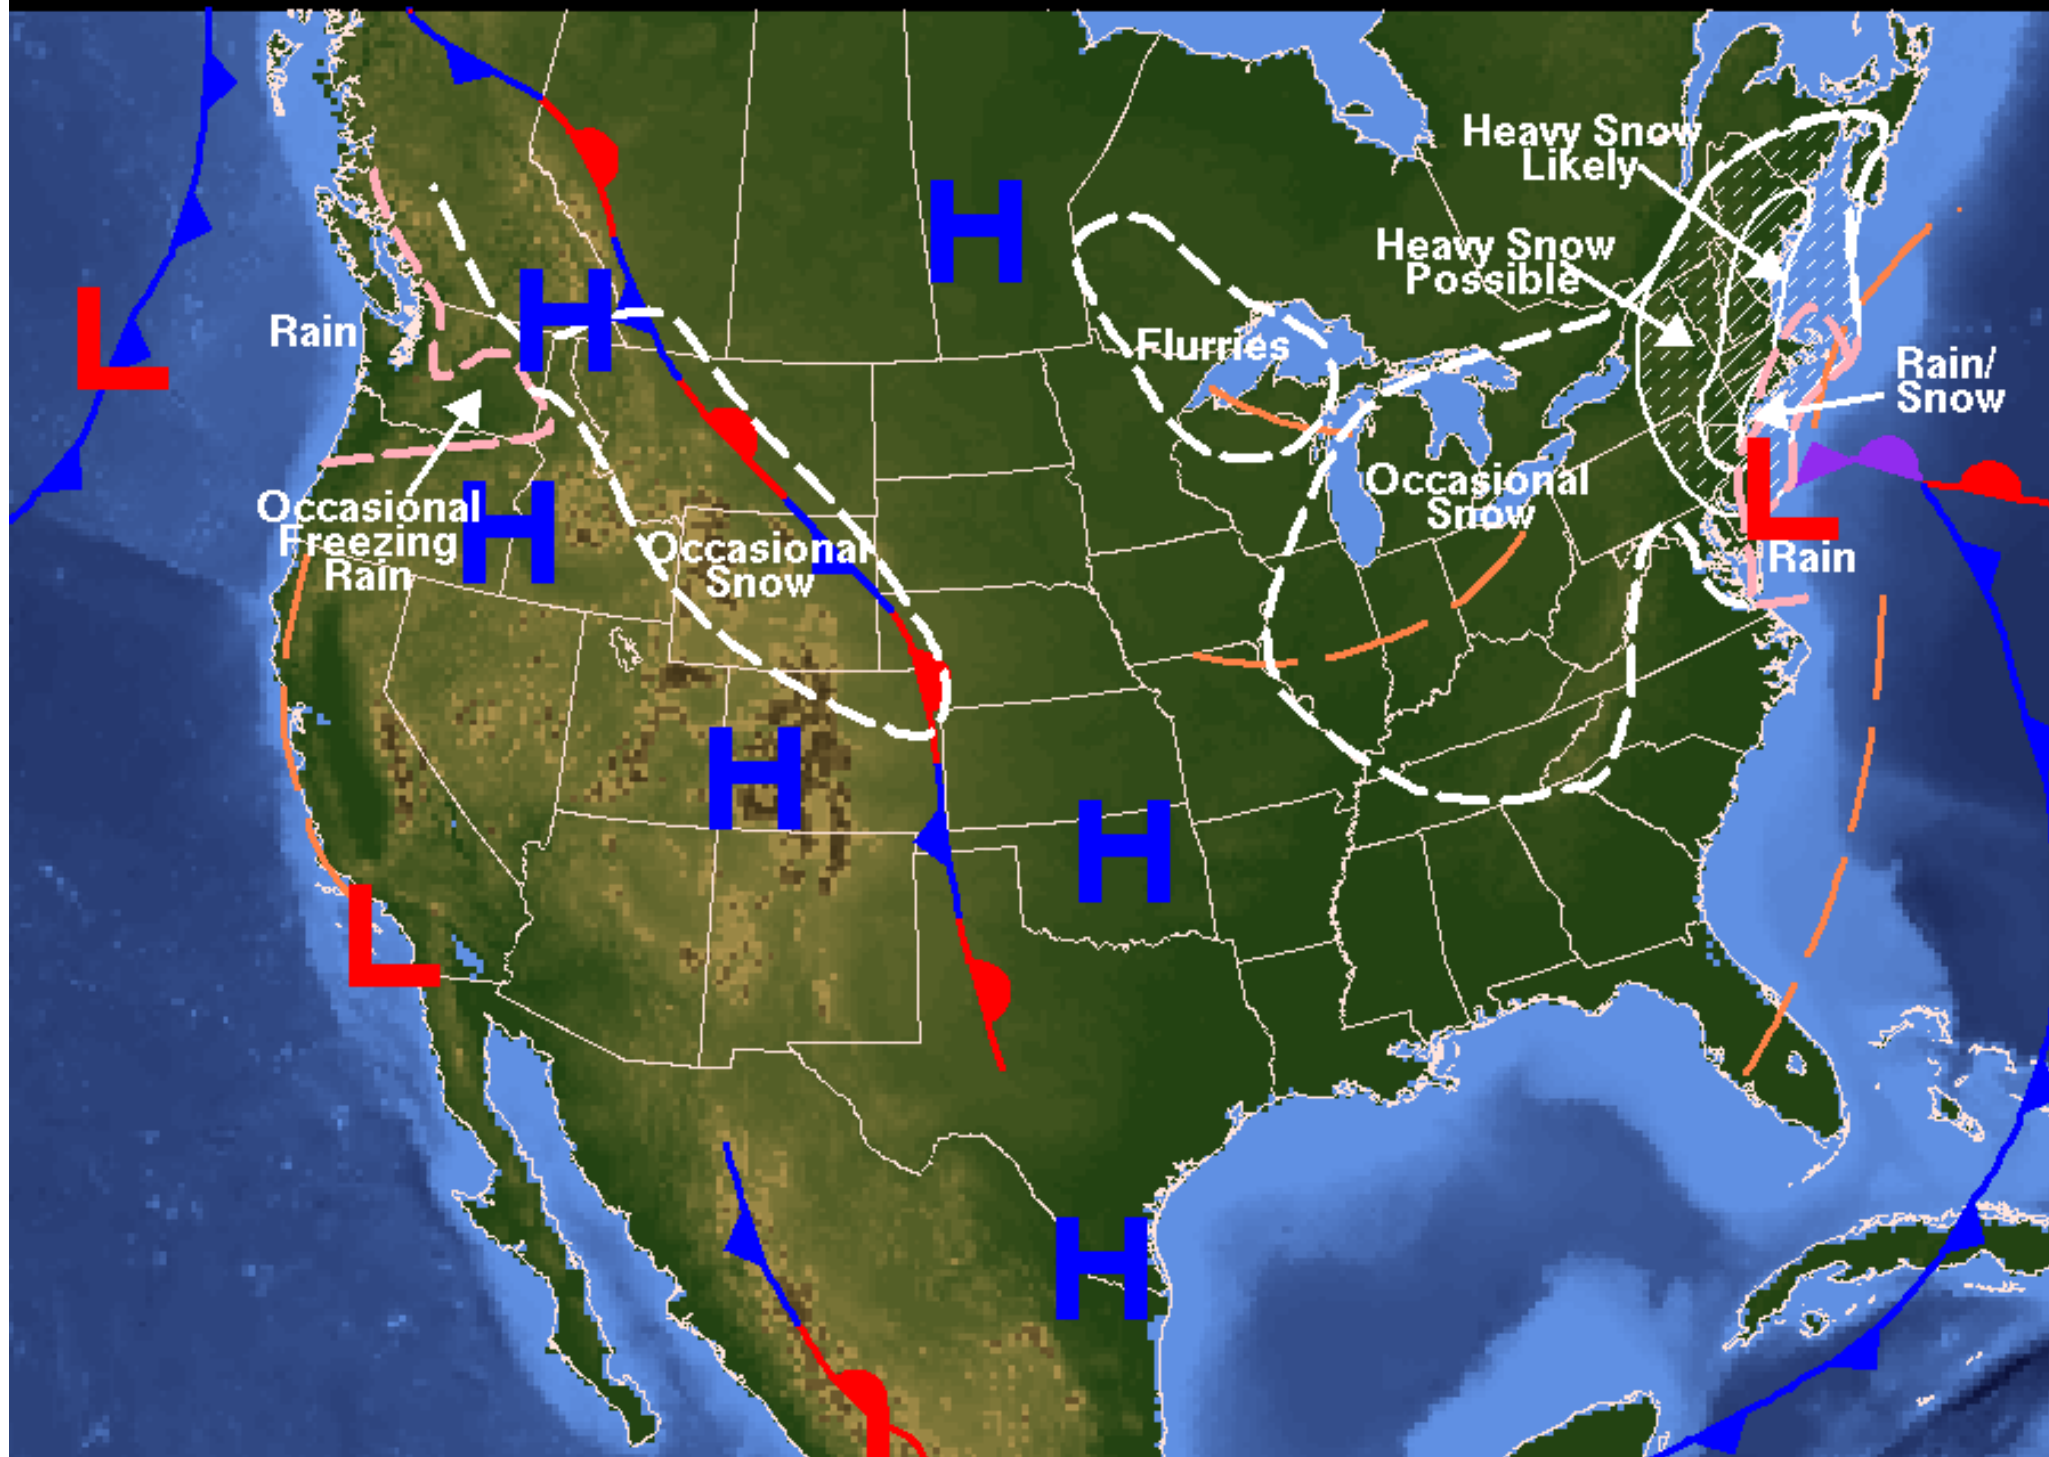 Heavy Snow
Likely
H
Heavy Snow
Possible
H
L
Rain
Flurries
Rain/
Snow
Occasional
Snow
L
Occasional
Freezing
Rain
H
Occasional
Snow
Rain
H
H
L
H
L